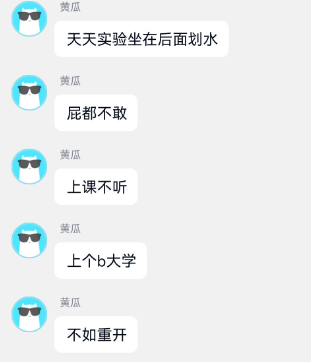 黄瓜
天天实验坐在后面划水
黄瓜
屁都不敢
黄瓜
上课不听
黄瓜
上个b大学
黄瓜
不如重开